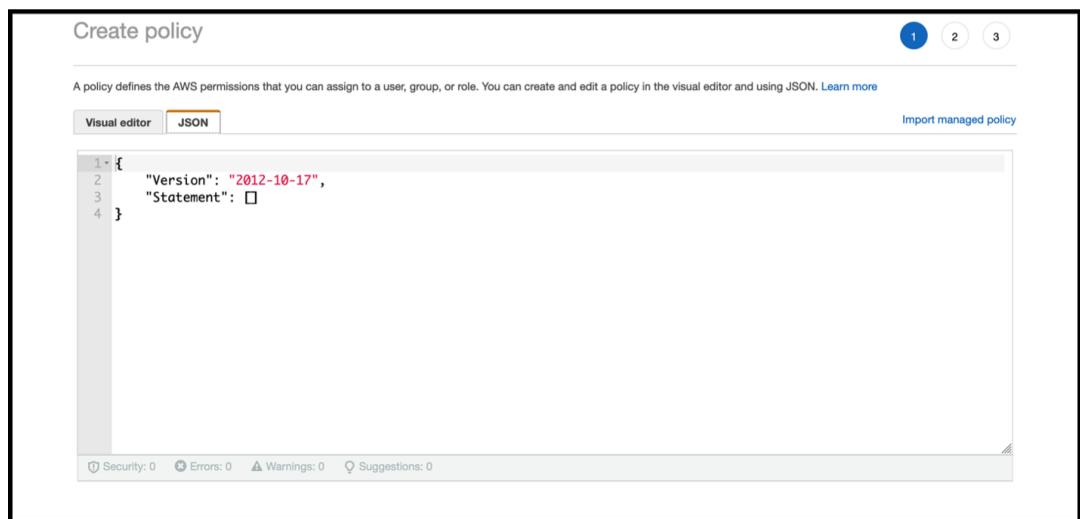 Create policy
1 2 3
A policy defines the AWS permissions that you can assign to a user, group, or role. You can create and edit a policy in the visual editor and using JSON. Learn more
Visual editor JSON Import managed policy
1 {
2 "Version": "2012-10-17",
3 "Statement": []
4 }
Security: 0 Errors: 0 Warnings: 0 Suggestions: 0